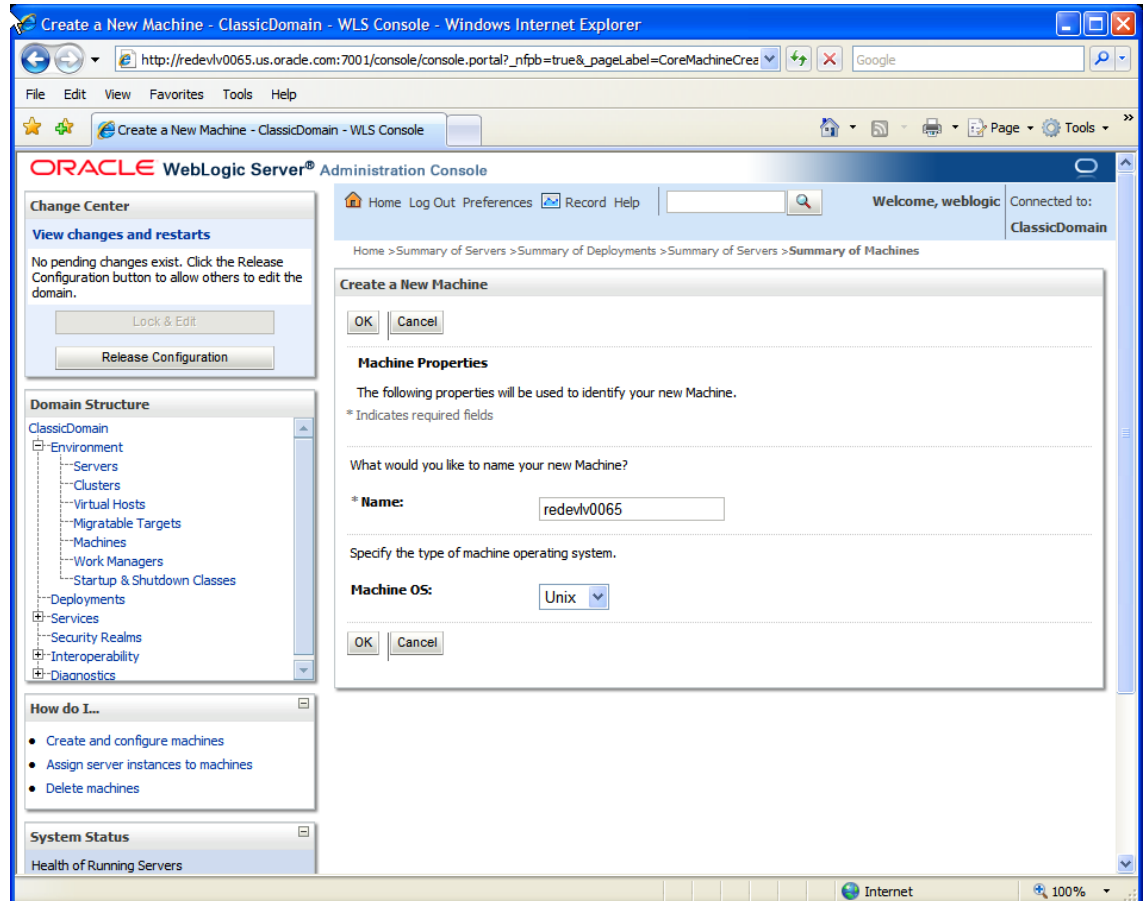 Create a New Machine - ClassicDomain - WLS Console - Windows Internet Explorer
http://redevlv0065.us.oracle.com:7001/console/console.portal?_nfpb=true&_pageLabel=CoreMachineCrea
Google
File Edit View Favorites Tools Help
Create a New Machine - ClassicDomain - WLS Console
Page Tools
ORACLE WebLogic Server® Administration Console
Change Center
View changes and restarts
No pending changes exist. Click the Release
Configuration button to allow others to edit the
domain.
Lock & Edit
Release Configuration
Domain Structure
ClassicDomain
Environment
Servers
Clusters
Virtual Hosts
Migratable Targets
Machines
Work Managers
Startup & Shutdown Classes
Deployments
Services
Security Realms
Interoperability
Diagnostics
How do I...
Create and configure machines
Assign server instances to machines
Delete machines
System Status
Health of Running Servers
Home Log Out Preferences Record Help
Welcome, weblogic
Connected to:
ClassicDomain
Home >Summary of Servers >Summary of Deployments >Summary of Servers >Summary of Machines
Create a New Machine
OK Cancel
Machine Properties
The following properties will be used to identify your new Machine.
* Indicates required fields
What would you like to name your new Machine?
* Name: redevlv0065
Specify the type of machine operating system.
Machine OS: Unix
OK Cancel
Internet 100%